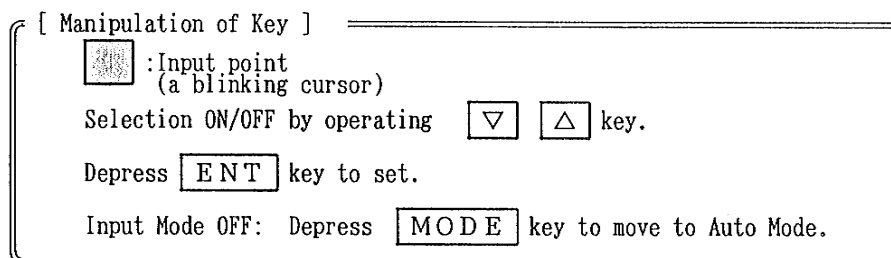 [ Manipulation of Key ]
:Input point
(a blinking cursor)
Selection ON/OFF by operating ▽ △ key.
Depress ENT key to set.
Input Mode OFF: Depress MODE key to move to Auto Mode.